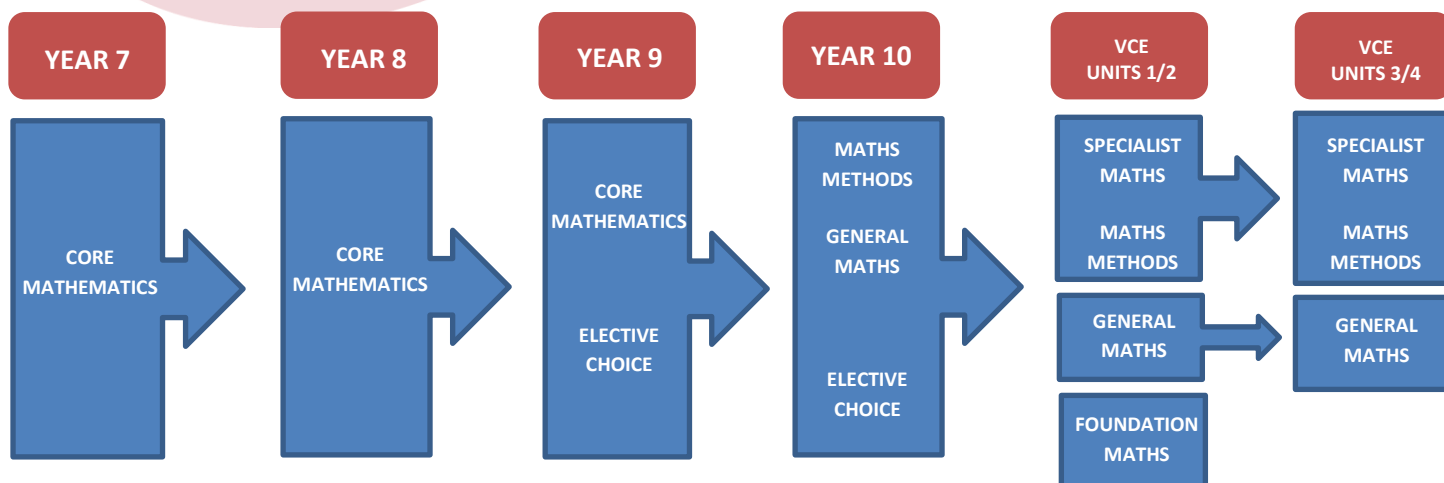 YEAR 7
YEAR 8
YEAR 9
YEAR 10
VCE
UNITS 1/2
VCE
UNITS 3/4
CORE
MATHEMATICS
CORE
MATHEMATICS
CORE
MATHEMATICS
ELECTIVE
CHOICE
MATHS
METHODS
GENERAL
MATHS
ELECTIVE
CHOICE
SPECIALIST
MATHS
MATHS
METHODS
GENERAL
MATHS
FOUNDATION
MATHS
SPECIALIST
MATHS
MATHS
METHODS
GENERAL
MATHS